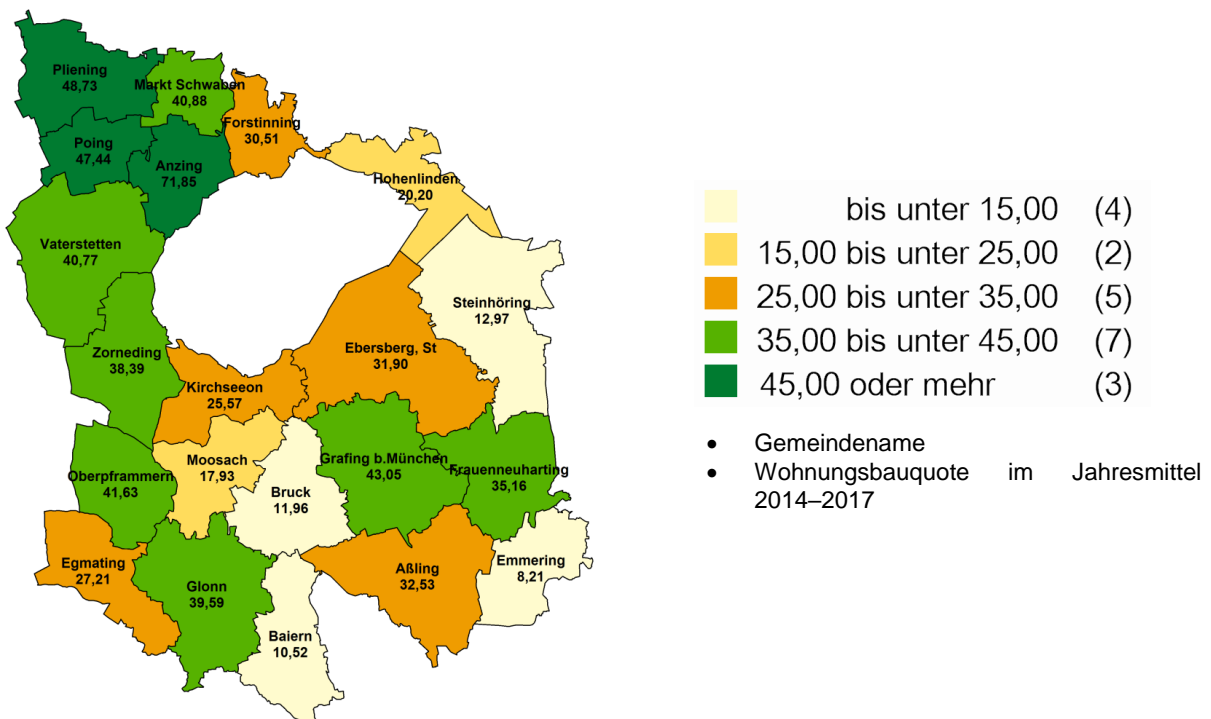 Pliening
48,73
Markt Schwaben
40,88
Forstinning
30,51
Poing
47,44
Anzing
71,85
Hohenlinden
20,20
Vaterstetten
40,77
Steinhöring
12,97
Zorneding
38,39
Ebersberg, St
31,90
Kirchseeon
25,57
Moosach
17,93
Grafing b.München
43,05
Frauenneuharting
35,16
Oberpframmern
41,63
Bruck
11,96
Egmating
27,21
Glonn
39,59
Aßling
32,53
Emmering
8,21
Baiern
10,52
bis unter 15,00 (4)
15,00 bis unter 25,00 (2)
25,00 bis unter 35,00 (5)
35,00 bis unter 45,00 (7)
45,00 oder mehr (3)
• Gemeindename
• Wohnungsbauquote im Jahresmittel
2014–2017